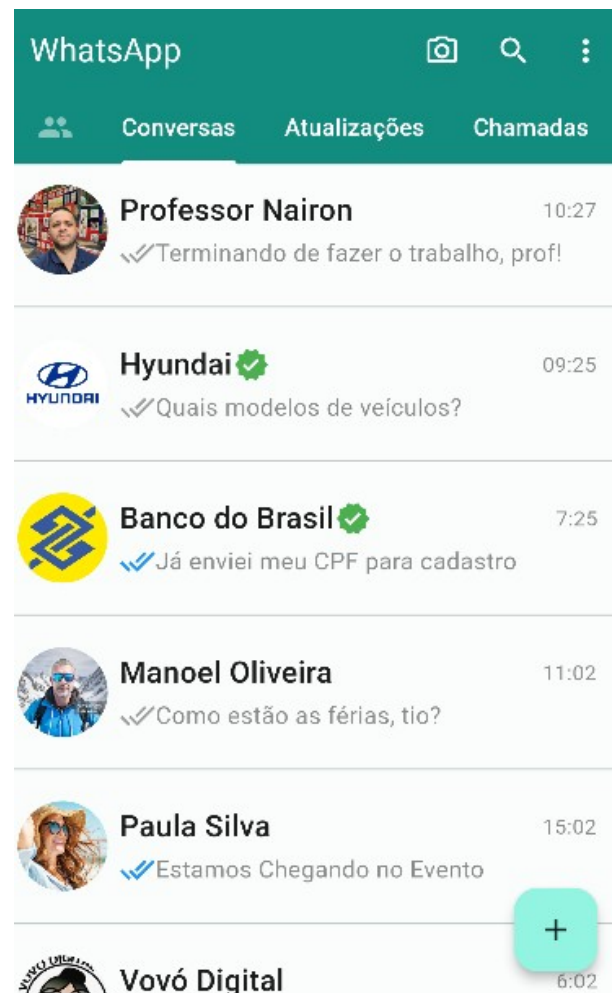 WhatsApp
Conversas Atualizações Chamadas
Professor Nairon 10:27
Terminando de fazer o trabalho, prof!
HYUNDAI
Hyundai 09:25
Quais modelos de veículos?
Banco do Brasil 7:25
Já enviei meu CPF para cadastro
Manoel Oliveira 11:02
Como estão as férias, tio?
Paula Silva 15:02
Estamos Chegando no Evento
+
VOVÓ DIGITAL
Vovó Digital 6:02